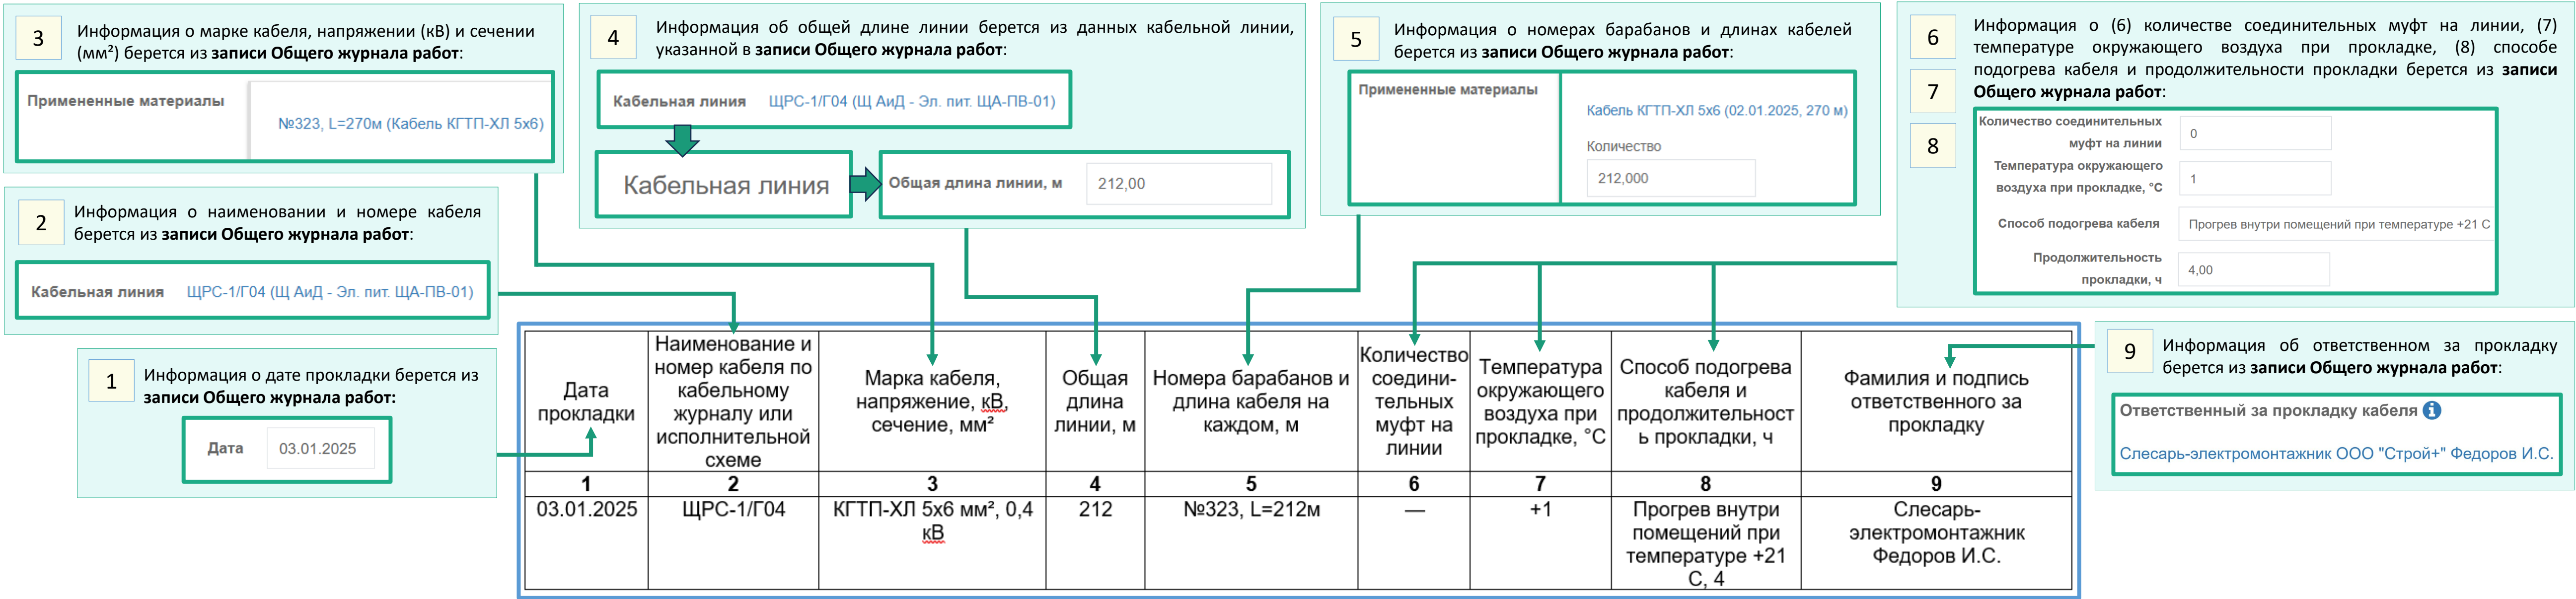 3
Информация о марке кабеля, напряжении (кВ) и сечении
(мм²) берется из записи Общего журнала работ:
Примененные материалы
№323, L=270м (Кабель КГТП-ХЛ 5х6)
4
Информация об общей длине линии берется из данных кабельной линии,
указанной в записи Общего журнала работ:
Кабельная линия ЩРС-1/Г04 (Щ АиД - Эл. пит. ЩА-ПВ-01)
Кабельная линия
Общая длина линии, м 212,00
5
Информация о номерах барабанов и длинах кабелей
берется из записи Общего журнала работ:
Примененные материалы
Кабель КГТП-ХЛ 5х6 (02.01.2025, 270 м)
Количество
212,000
6
7
8
Информация о (6) количестве соединительных муфт на линии, (7)
температуре окружающего воздуха при прокладке, (8) способе
подогрева кабеля и продолжительности прокладки берется из записи
Общего журнала работ:
Количество соединительных
муфт на линии
0
Температура окружающего
воздуха при прокладке, °С
1
Способ подогрева кабеля Прогрев внутри помещений при температуре +21 С
Продолжительность
прокладки, ч
4,00
2
Информация о наименовании и номере кабеля
берется из записи Общего журнала работ:
Кабельная линия ЩРС-1/Г04 (Щ АиД - Эл. пит. ЩА-ПВ-01)
1
Информация о дате прокладки берется из
записи Общего журнала работ:
Дата 03.01.2025
9
Информация об ответственном за прокладку
берется из записи Общего журнала работ:
Ответственный за прокладку кабеля i
Слесарь-электромонтажник ООО "Строй+" Федоров И.С.
Дата
прокладки
Наименование и
номер кабеля по
кабельному
журналу или
исполнительной
схеме
Марка кабеля,
напряжение, кВ,
сечение, мм²
Общая
длина
линии, м
Номера барабанов и
длина кабеля на
каждом, м
Количество
соедини-
тельных
муфт на
линии
Температура
окружающего
воздуха при
прокладке, °С
Способ подогрева
кабеля и
продолжительност
ь прокладки, ч
Фамилия и подпись
ответственного за
прокладку
1 2 3 4 5 6 7 8 9
03.01.2025
ЩРС-1/Г04
КГТП-ХЛ 5х6 мм², 0,4
кВ
212
№323, L=212м
—
+1
Прогрев внутри
помещений при
температуре +21
С, 4
Слесарь-
электромонтажник
Федоров И.С.